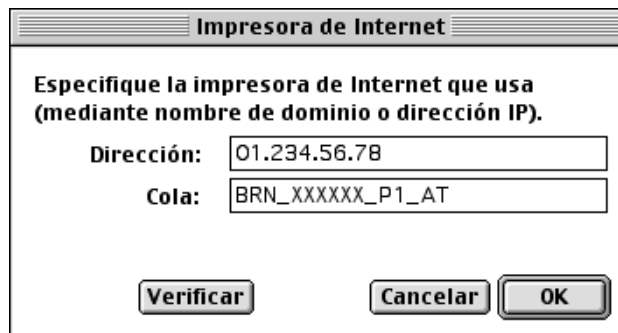 Impresora de Internet
Especifique la impresora de Internet que usa
(mediante nombre de dominio o dirección IP).
Dirección: 01.234.56.78
Cola: BRN_XXXXXX_P1_AT
Verificar Cancelar OK